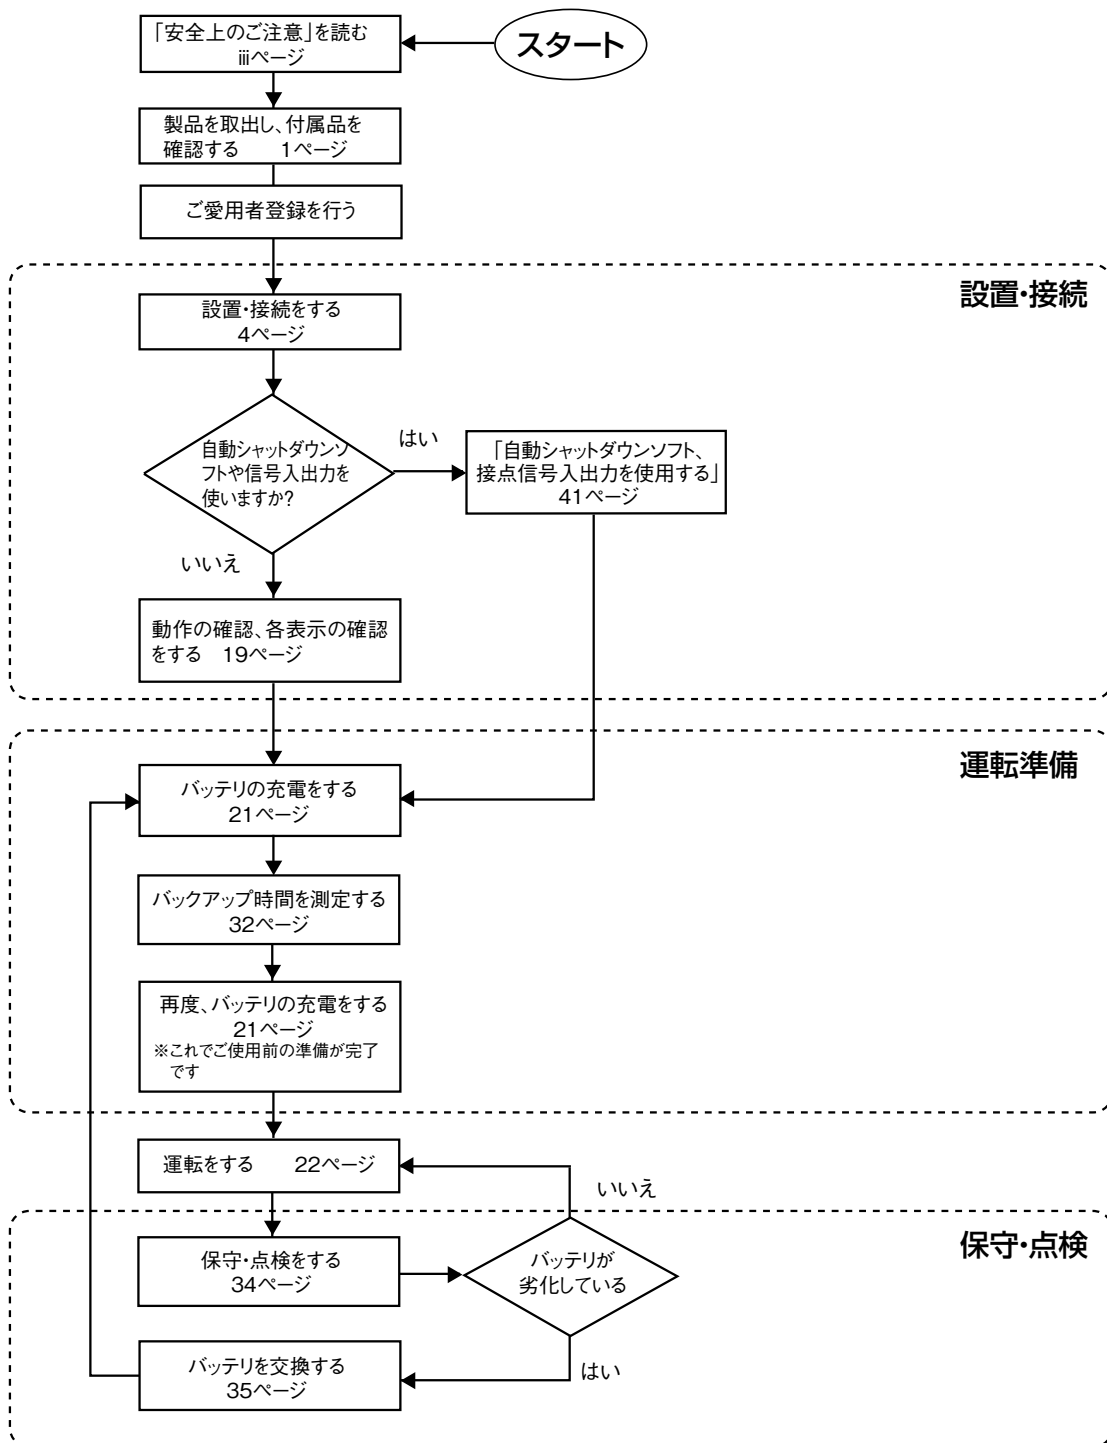 スタート
「安全上のご注意」を読む
iiiページ
製品を取出し、付属品を
確認する　　1ページ
ご愛用者登録を行う
設置・接続
設置・接続をする
4ページ
自動シャットダウンソ
フトや信号入出力を
使いますか?
はい
「自動シャットダウンソフト、
接点信号入出力を使用する」
41ページ
いいえ
動作の確認、各表示の確認
をする　19ページ
運転準備
バッテリの充電をする
21ページ
バックアップ時間を測定する
32ページ
再度、バッテリの充電をする
21ページ
※これでご使用前の準備が完了
です
運転をする　　22ページ
いいえ
保守・点検
保守・点検をする
34ページ
バッテリが
劣化している
はい
バッテリを交換する
35ページ